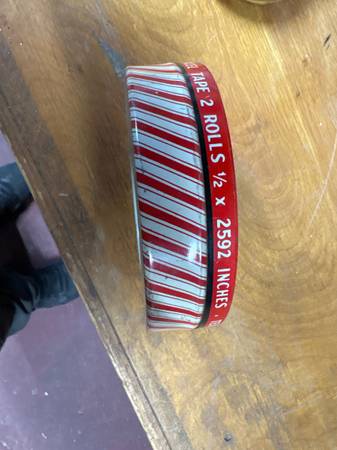 TAPE 2 ROLLS ½ x 2592 INCHES.